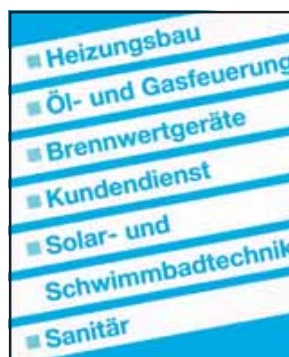 Heizungsbau
Öl- und Gasfeuerung
Brennwertgeräte
Kundendienst
Solar- und
Schwimmbadtechnik
Sanitär